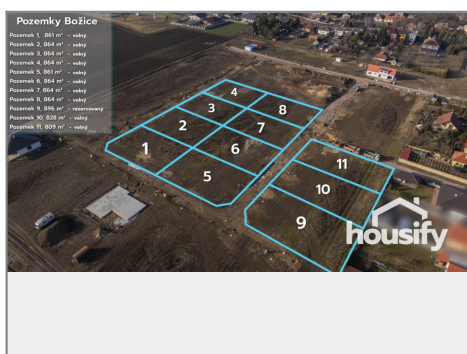 Pozemky Božice
Pozemek 1, 861 m² - volný
Pozemek 2, 864 m² - volný
Pozemek 3, 864 m² - volný
Pozemek 4, 864 m² - volný
Pozemek 5, 861 m² - volný
Pozemek 6, 864 m² - volný
Pozemek 7, 864 m² - volný
Pozemek 8, 864 m² - volný
Pozemek 9, 896 m² - rezervovaný
Pozemek 10, 828 m² - volný
Pozemek 11, 809 m² - volný
4
3
8
2
7
1
6
11
5
10
9
housify